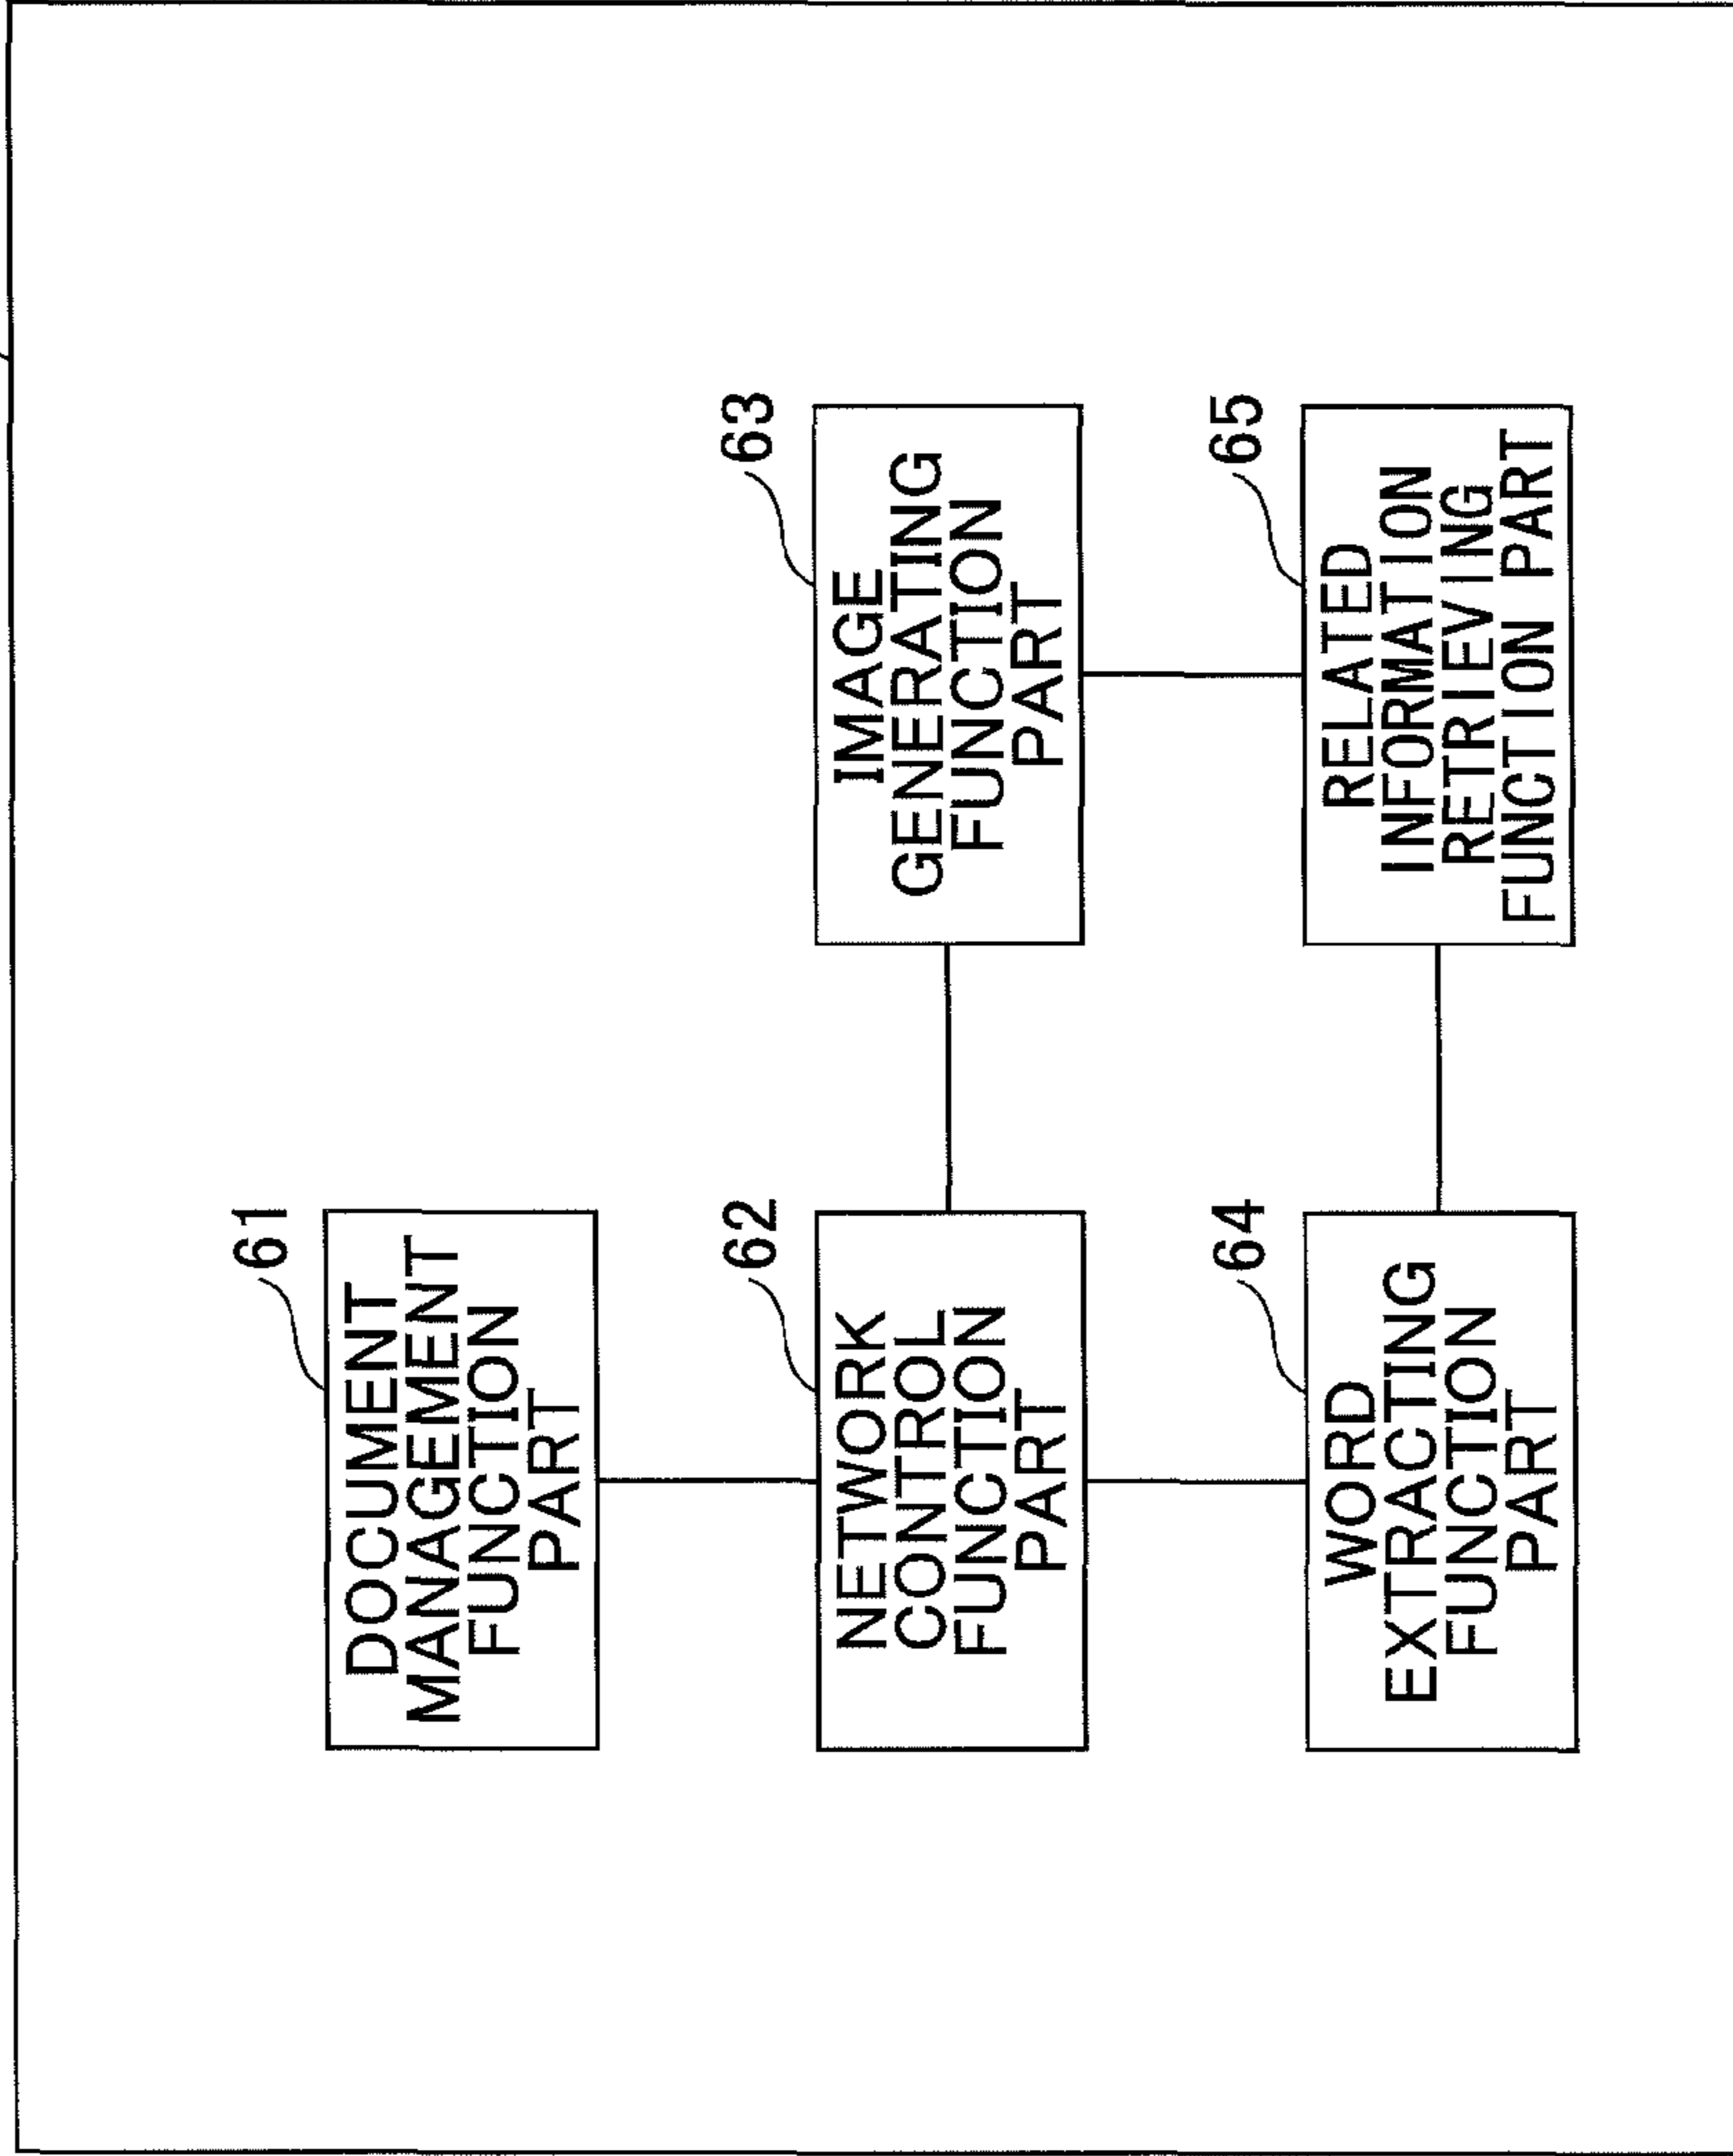 61
DOCUMENT
MANAGEMENT
FUNCTION
PART
62
NETWORK
CONTROL
FUNCTION
PART
63
IMAGE
GENERATING
FUNCTION
PART
64
WORD
EXTRACTING
FUNCTION
PART
65
RELATED
INFORMATION
RETRIEVING
FUNCTION PART